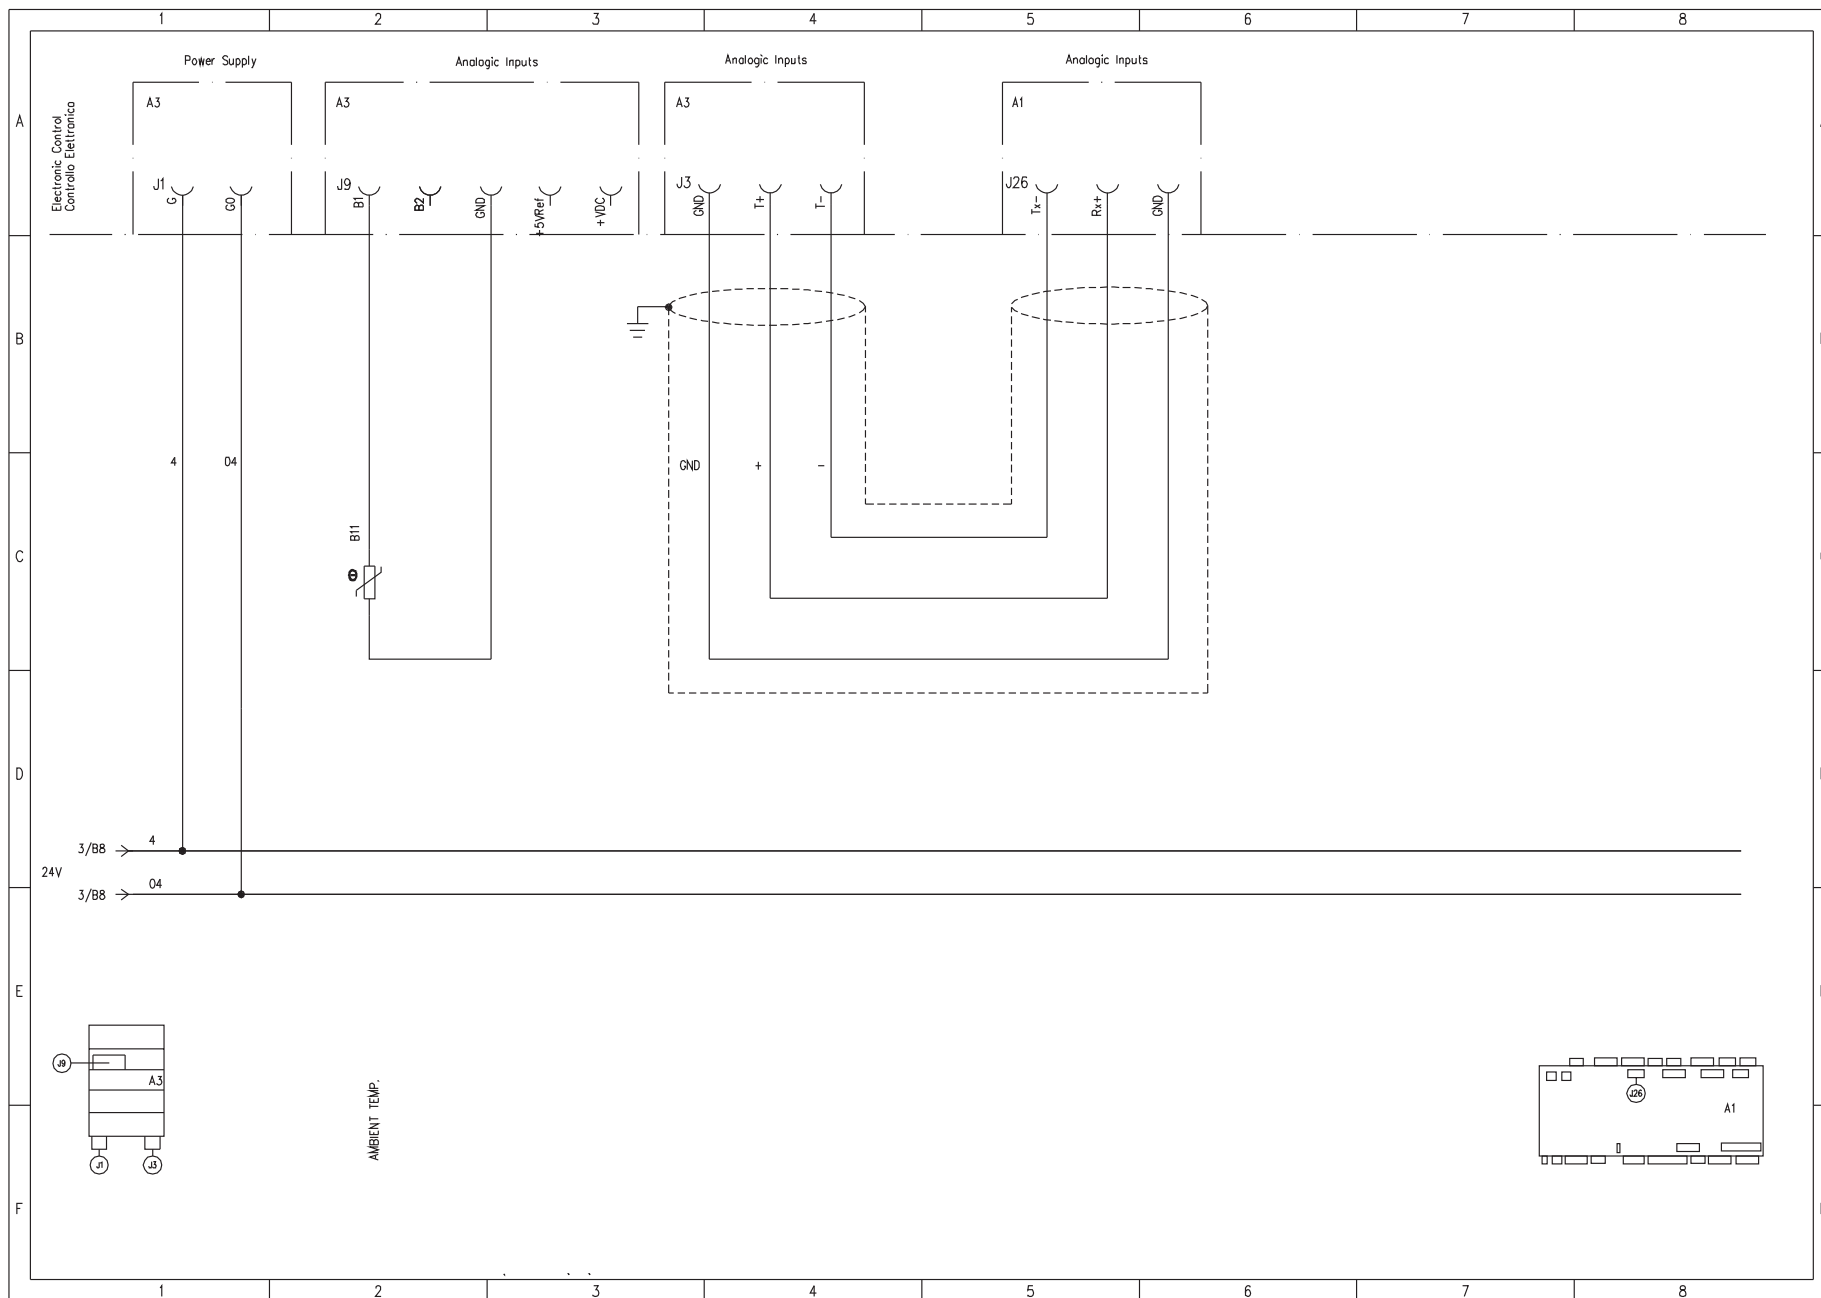 1 2 3 4 5 6 7 8
Power Supply
Analogic Inputs
Analogic Inputs
Analogic Inputs
A
Electronic Control
Controllo Elettronico
A3
A3
A3
A1
J1
G
G0
J9
B1
B2
GND
+5VRef
+VDC
J3
GND
T+
T-
J26
Tx-
Rx+
GND
B
4
04
GND
+
-
C
B11
Θ
D
3/B8
4
24V
3/B8
04
E
J9
A3
J1
J3
AMBIENT TEMP.
J26
A1
F
1 2 3 4 5 6 7 8